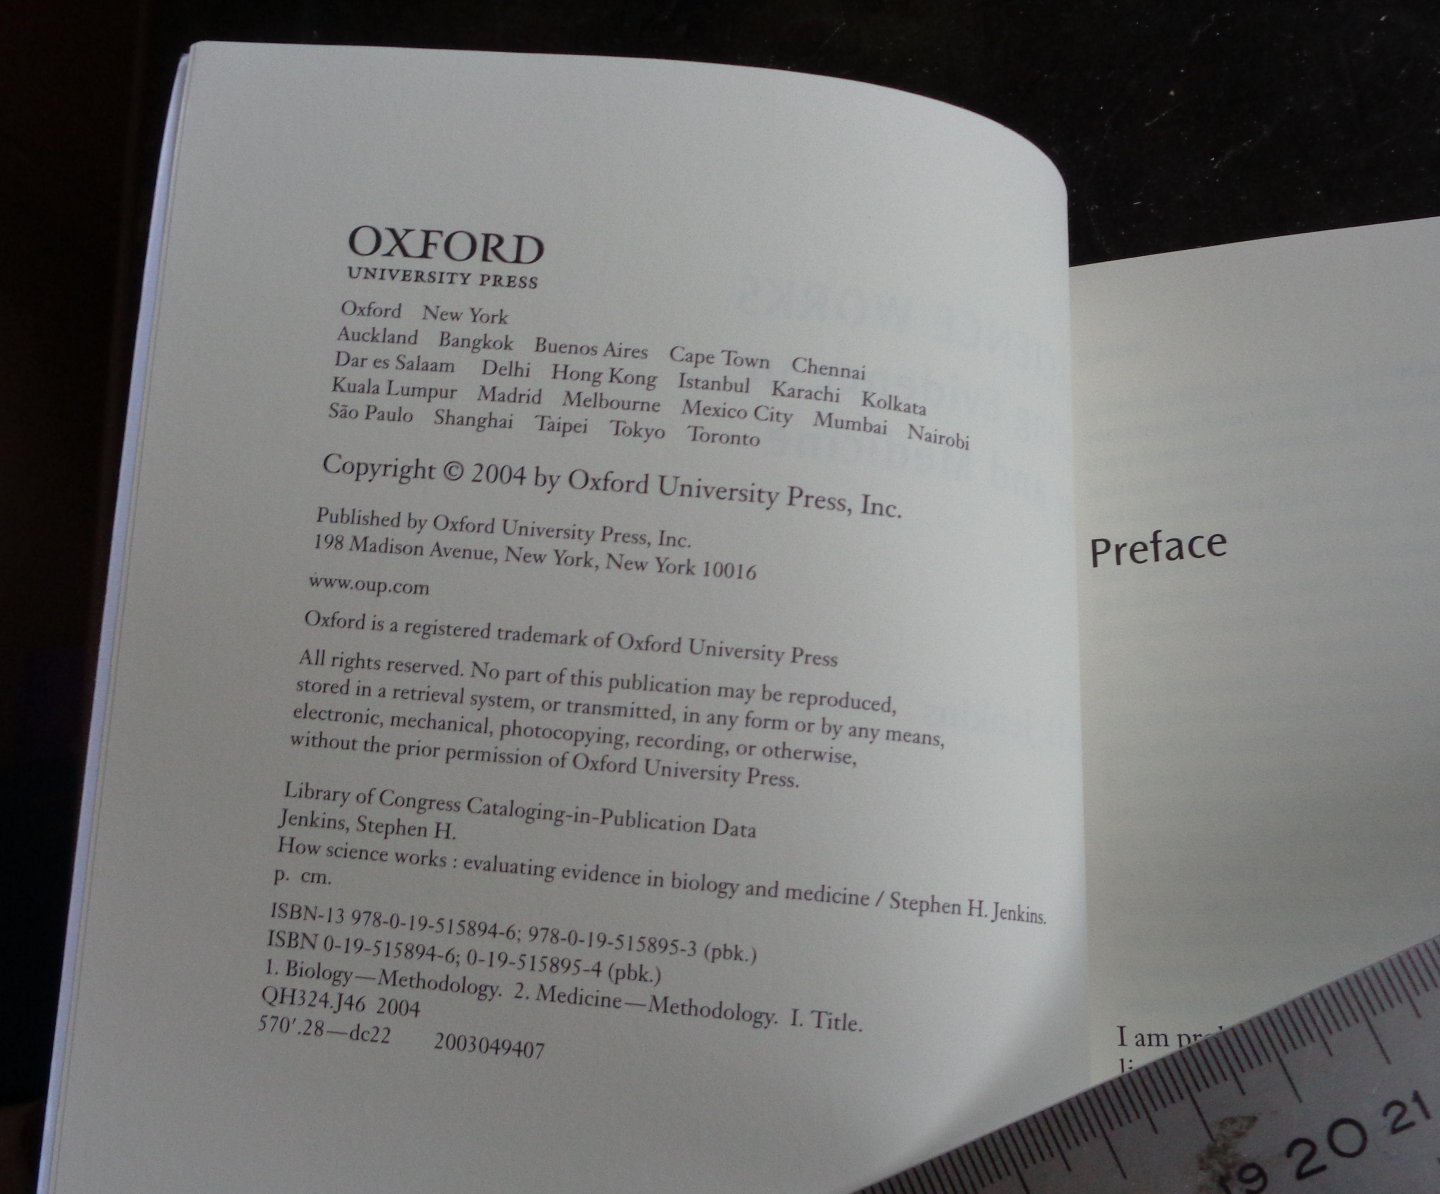 OXFORD
UNIVERSITY PRESS
Oxford New York
Auckland Bangkok Buenos Aires Cape Town Chennai
Dar es Salaam Delhi Hong Kong Istanbul Karachi Kolkata
Kuala Lumpur Madrid Melbourne Mexico City Mumbai Nairobi
São Paulo Shanghai Taipei Tokyo Toronto
Copyright © 2004 by Oxford University Press, Inc.
Published by Oxford University Press, Inc.
198 Madison Avenue, New York, New York 10016
www.oup.com
Oxford is a registered trademark of Oxford University Press
All rights reserved. No part of this publication may be reproduced,
stored in a retrieval system, or transmitted, in any form or by any means,
electronic, mechanical, photocopying, recording, or otherwise,
without the prior permission of Oxford University Press.
Library of Congress Cataloging-in-Publication Data
Jenkins, Stephen H.
How science works : evaluating evidence in biology and medicine / Stephen H. Jenkins.
p. cm.
ISBN-13 978-0-19-515894-6; 978-0-19-515895-3 (pbk.)
ISBN 0-19-515894-6; 0-19-515895-4 (pbk.)
1. Biology—Methodology. 2. Medicine—Methodology. I. Title.
QH324.J46 2004
570′.28—dc22 2003049407
Preface
I am
20 21